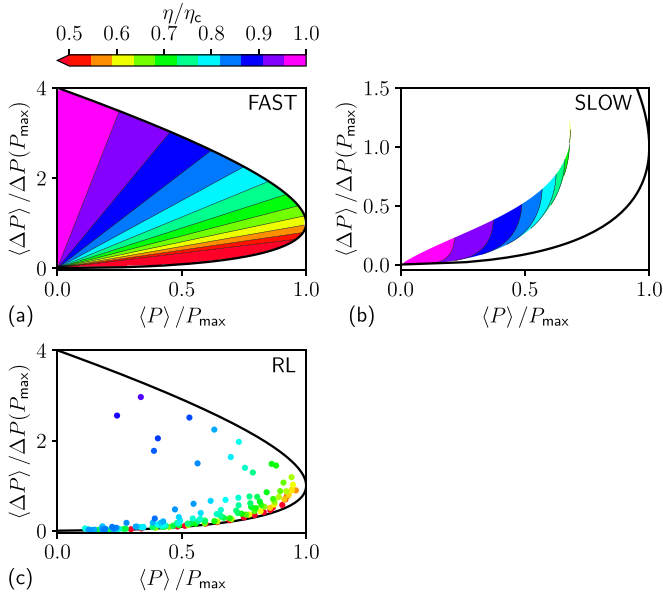 η/ηc
0.5 0.6 0.7 0.8 0.9 1.0
FAST
⟨ΔP⟩/ΔP(Pmax)
4
2
0
0.0 0.5 1.0
⟨P⟩/Pmax
(a)
SLOW
⟨ΔP⟩/ΔP(Pmax)
1.5
1.0
0.5
0.0
0.0 0.5 1.0
⟨P⟩/Pmax
(b)
RL
⟨ΔP⟩/ΔP(Pmax)
4
2
0
0.0 0.5 1.0
⟨P⟩/Pmax
(c)